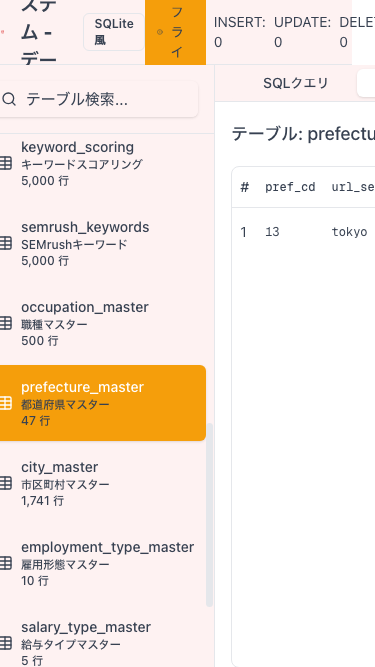 ステ
ム -
デー
SQLite
風
フ
ラ
イ
INSERT:
0
UPDATE:
0
DELET
0
テーブル検索...
keyword_scoring
キーワードスコアリング
5,000 行
semrush_keywords
SEMrushキーワード
5,000 行
occupation_master
職種マスター
500 行
prefecture_master
都道府県マスター
47 行
city_master
市区町村マスター
1,741 行
employment_type_master
雇用形態マスター
10 行
salary_type_master
給与タイプマスター
5 行
SQLクエリ
テーブル: prefectu
# pref_cd url_se
1 13 tokyo